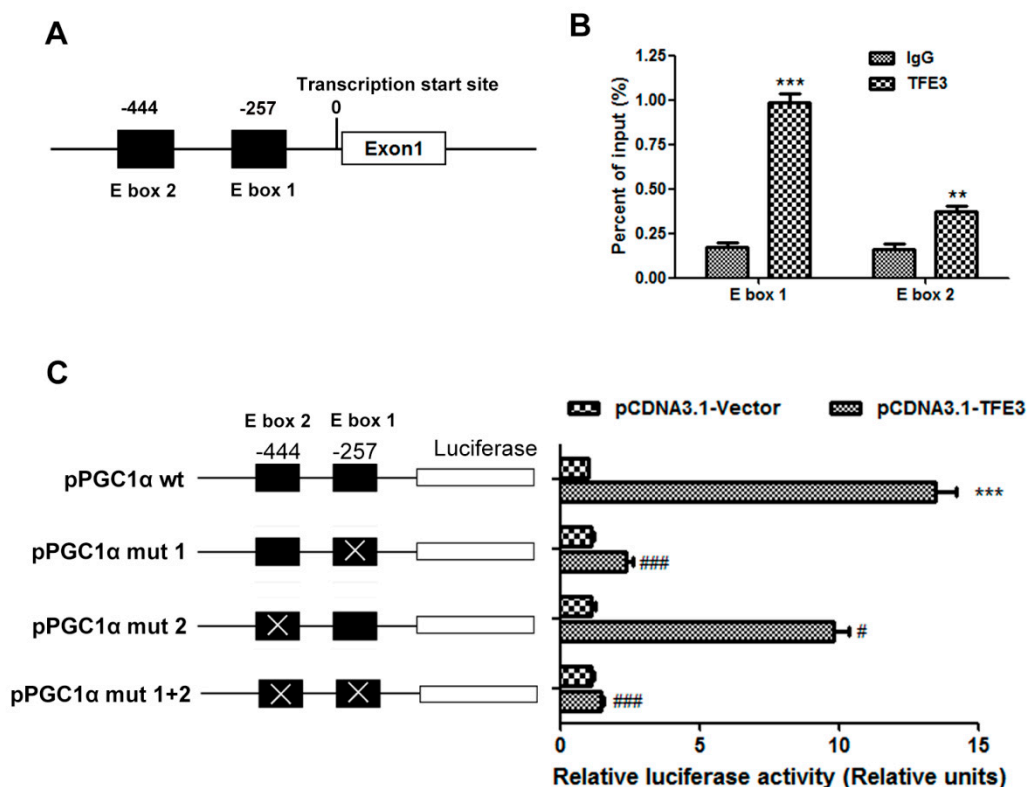 A
Transcription start site
-444
-257
0
Exon1
E box 2
E box 1
B
IgG
TFE3
Percent of input (%)
1.25
1.00
0.75
0.50
0.25
0.00
***
**
E box 1
E box 2
C
E box 2
E box 1
-444
-257
Luciferase
pPGC1α wt
pPGC1α mut 1
pPGC1α mut 2
pPGC1α mut 1+2
pCDNA3.1-Vector
pCDNA3.1-TFE3
***
###
#
###
0
5
10
15
Relative luciferase activity (Relative units)